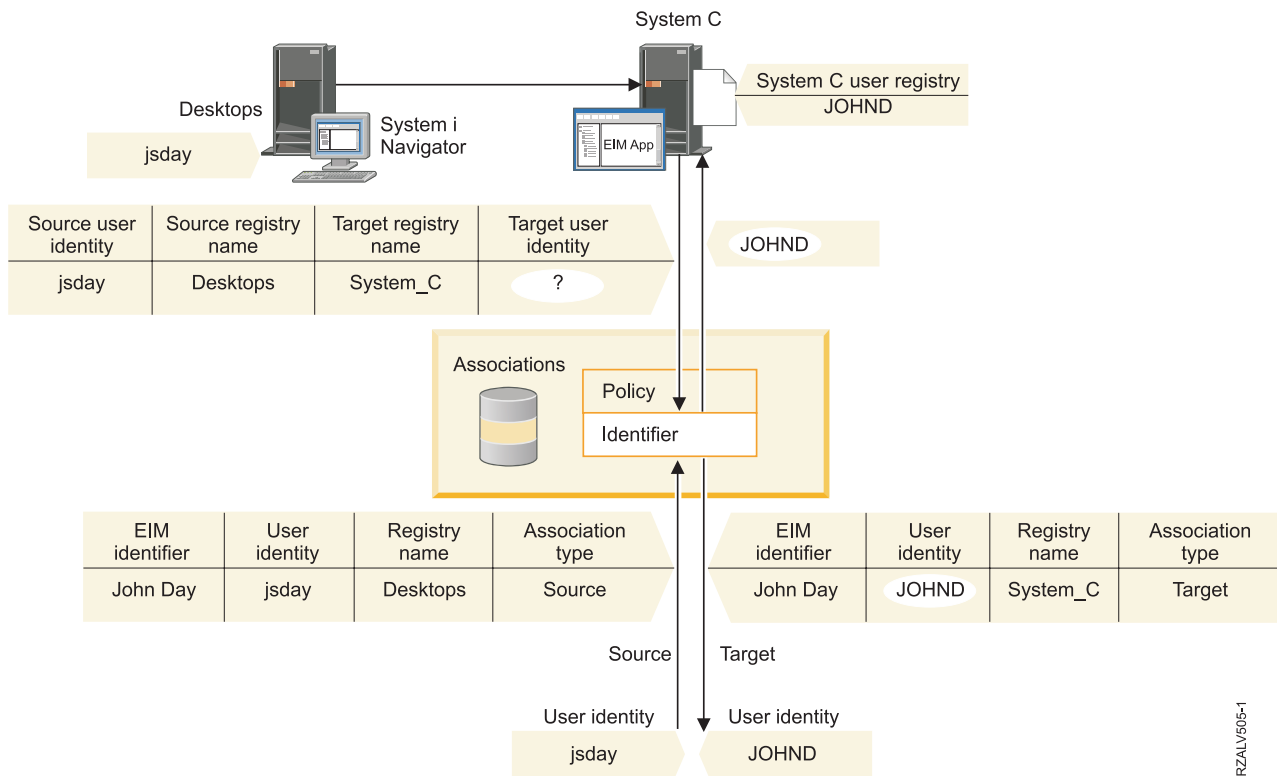 System C
Desktops
System i
Navigator
jsday
EIM App
System C user registry
JOHND
Source user
identity
Source registry
name
Target registry
name
Target user
identity
jsday
Desktops
System_C
?
JOHND
Associations
Policy
Identifier
EIM
identifier
User
identity
Registry
name
Association
type
John Day
jsday
Desktops
Source
EIM
identifier
User
identity
Registry
name
Association
type
John Day
JOHND
System_C
Target
Source
Target
User identity
jsday
User identity
JOHND
RZALV505-1